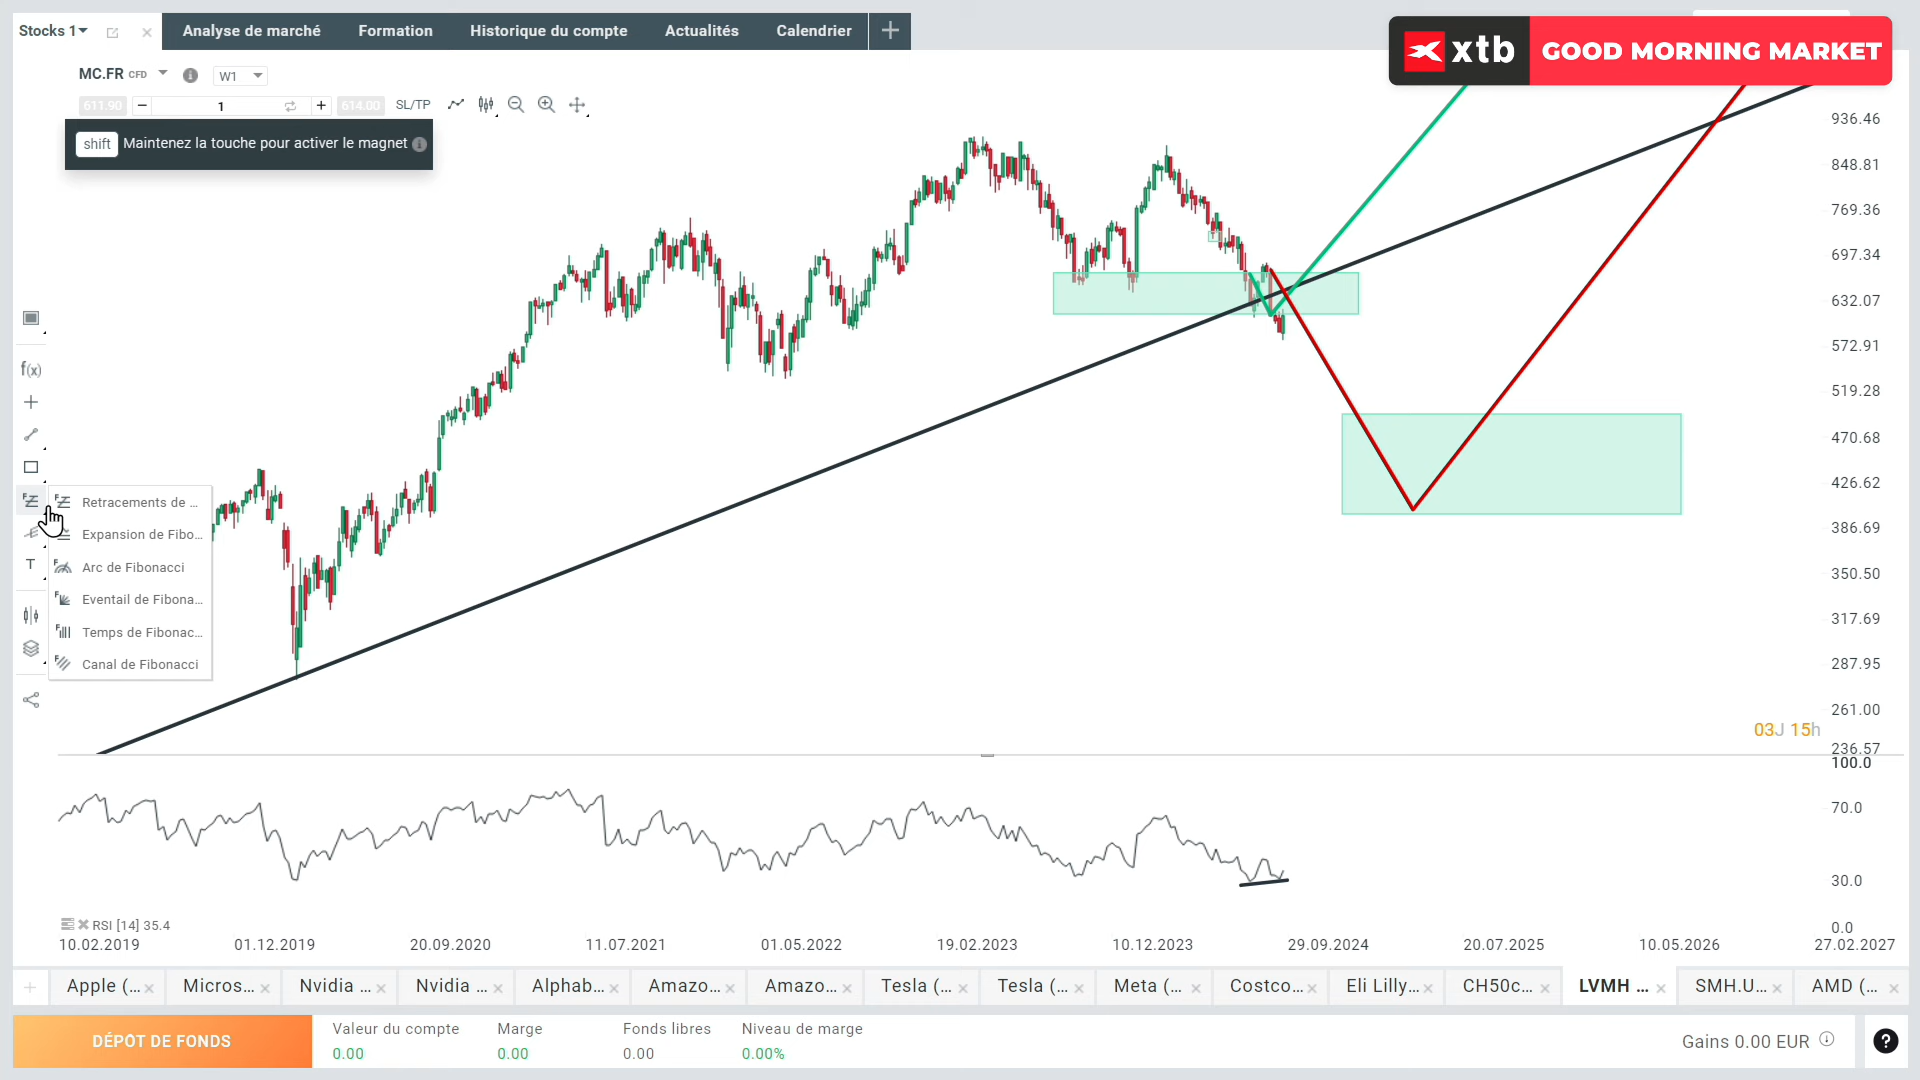 Stocks 1
Analyse de marché
Formation
Historique du compte
Actualités
Calendrier
xtb
GOOD MORNING MARKET
MC.FR CFD
W1
611.90
1
614.00
SL/TP
shift Maintenez la touche pour activer le magnet
936.46
848.81
769.36
697.34
632.07
572.91
519.28
470.68
426.62
386.69
350.50
317.69
287.95
261.00
236.57
f(x)
T
Retracements de ...
Expansion de Fibo...
Arc de Fibonacci
Eventail de Fibona...
Temps de Fibonac...
Canal de Fibonacci
03J 15h
100.0
70.0
30.0
0.0
RSI [14] 35.4
10.02.2019
01.12.2019
20.09.2020
11.07.2021
01.05.2022
19.02.2023
10.12.2023
29.09.2024
20.07.2025
10.05.2026
27.02.2027
Apple (...
Micros...
Nvidia ...
Nvidia ...
Alphab...
Amazo...
Amazo...
Tesla (...
Tesla (...
Meta (...
Costco...
Eli Lilly...
CH50c...
LVMH ...
SMH.U...
AMD (...
DÉPÔT DE FONDS
Valeur du compte
0.00
Marge
0.00
Fonds libres
0.00
Niveau de marge
0.00%
Gains 0.00 EUR
?